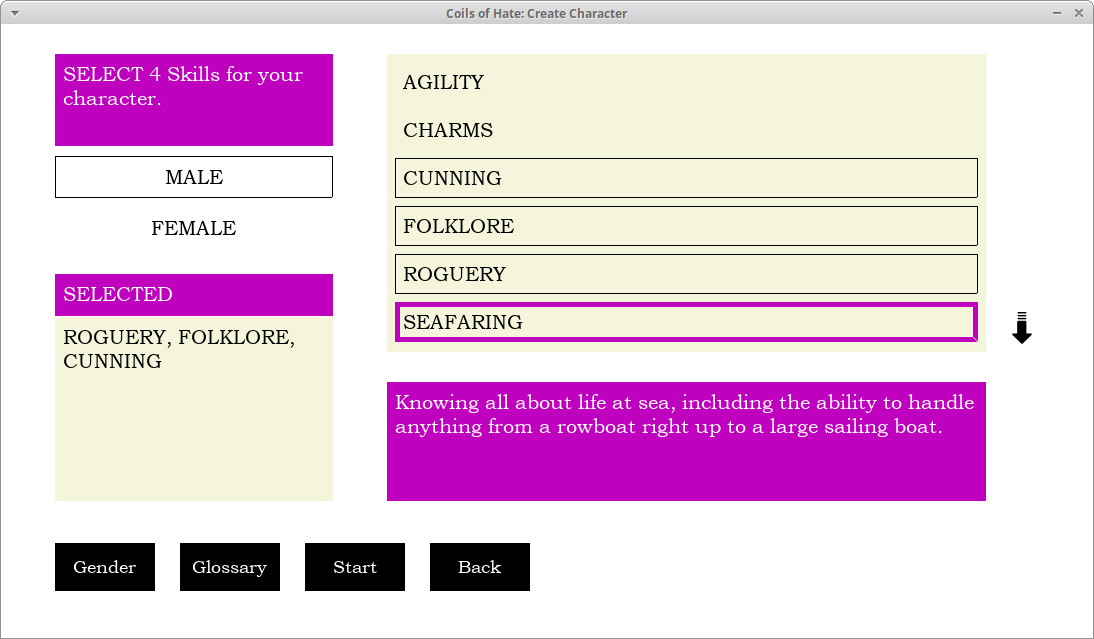 Coils of Hate: Create Character
SELECT 4 Skills for your
character.
MALE
FEMALE
SELECTED
ROGUERY, FOLKLORE,
CUNNING
AGILITY
CHARMS
CUNNING
FOLKLORE
ROGUERY
SEAFARING
Knowing all about life at sea, including the ability to handle
anything from a rowboat right up to a large sailing boat.
Gender
Glossary
Start
Back